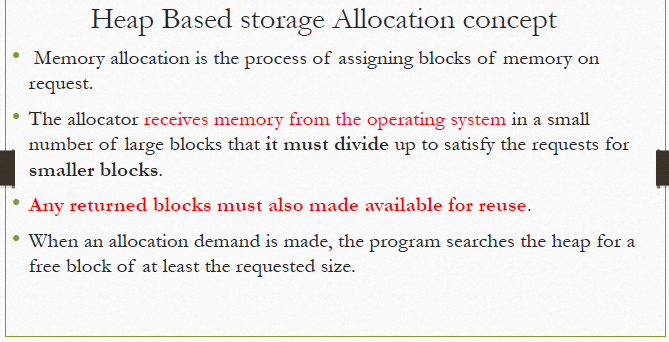 Heap Based storage Allocation concept
• Memory allocation is the process of assigning blocks of memory on
request.
• The allocator receives memory from the operating system in a small
number of large blocks that it must divide up to satisfy the requests for
smaller blocks.
• Any returned blocks must also made available for reuse.
• When an allocation demand is made, the program searches the heap for a
free block of at least the requested size.